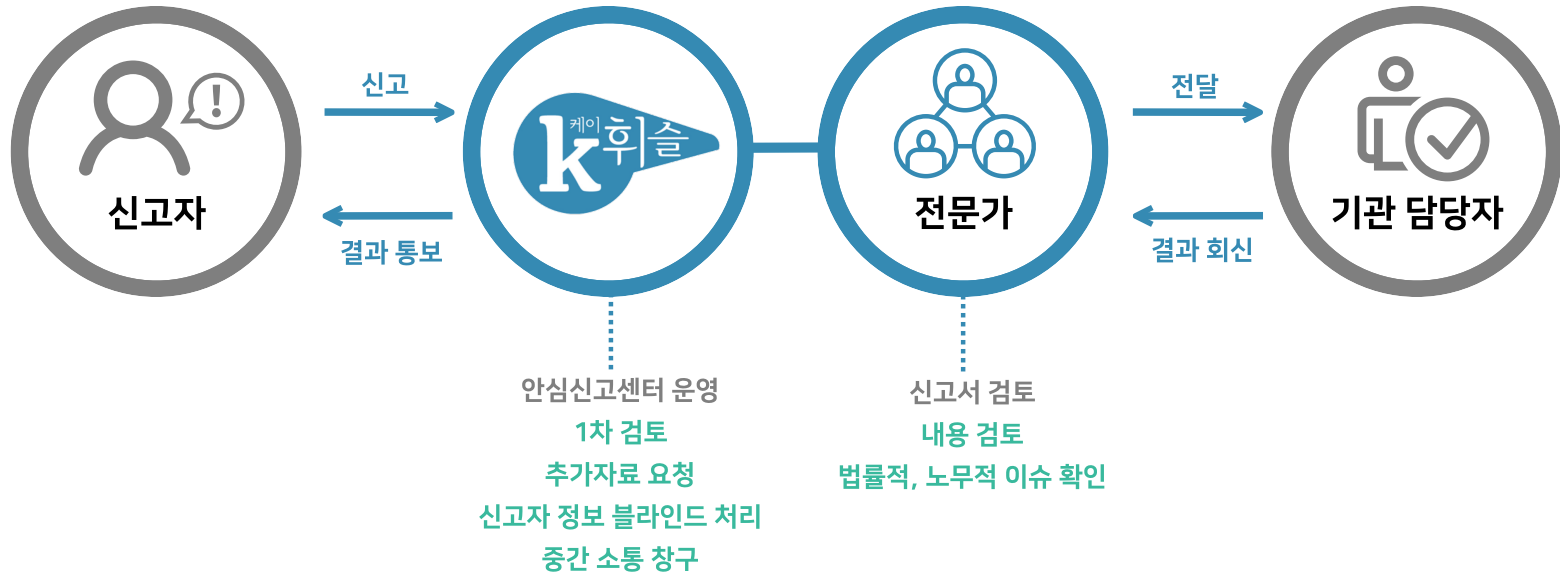 신고
전달
케이
k휘슬
신고자
전문가
기관 담당자
결과 통보
결과 회신
안심신고센터 운영
1차 검토
추가자료 요청
신고자 정보 블라인드 처리
중간 소통 창구
신고서 검토
내용 검토
법률적, 노무적 이슈 확인